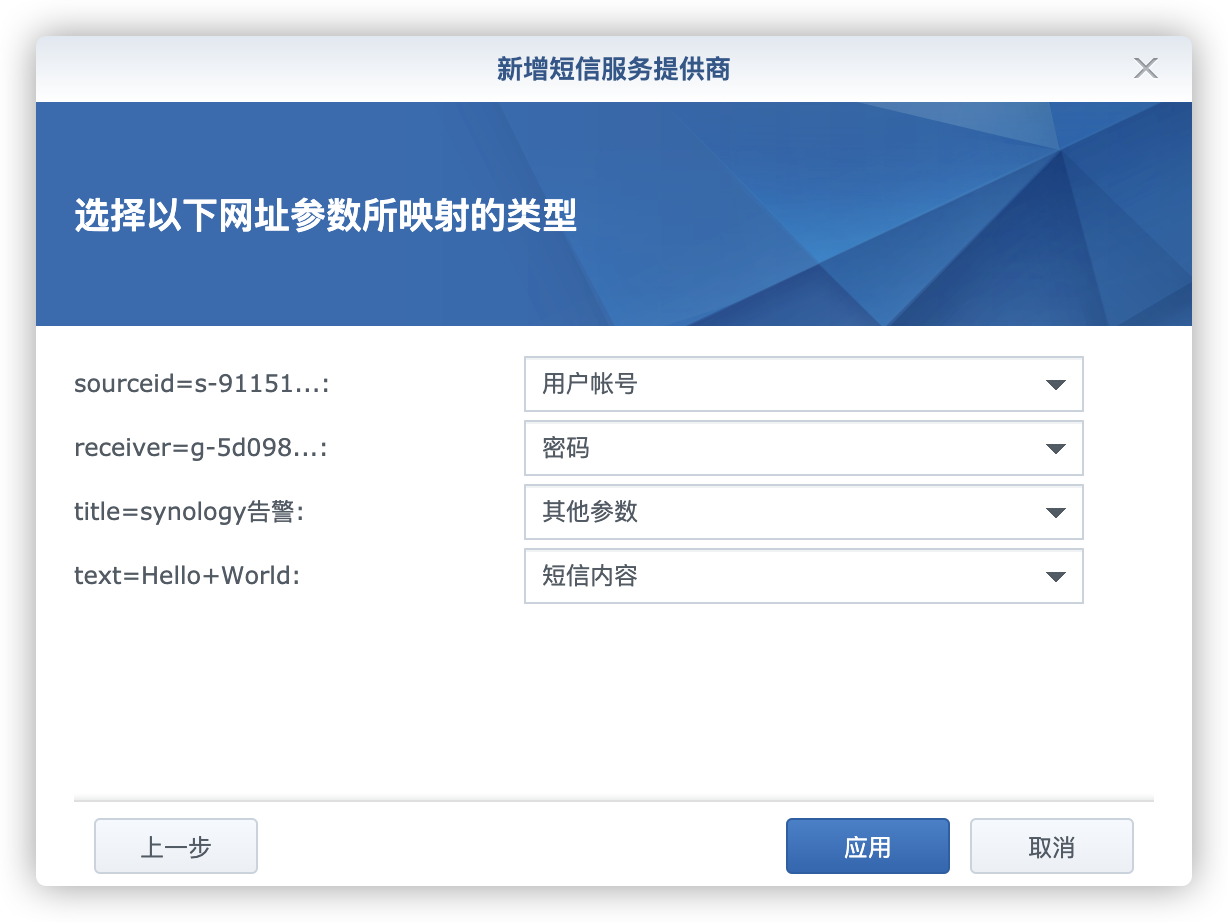 新增短信服务提供商
选择以下网址参数所映射的类型
sourceid=s-91151...: 用户帐号
receiver=g-5d098...: 密码
title=synology告警: 其他参数
text=Hello+World: 短信内容
上一步 应用 取消